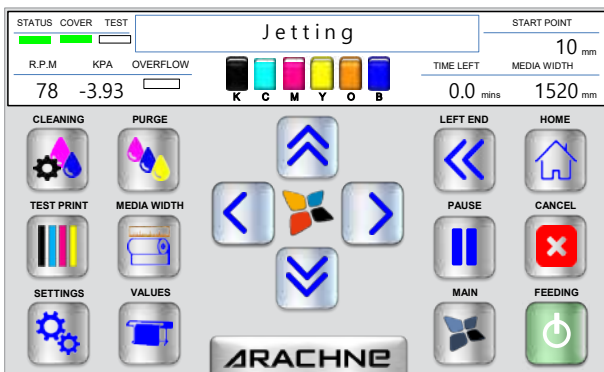 STATUS COVER TEST
Jetting
START POINT
10 mm
R.P.M KPA OVERFLOW
TIME LEFT MEDIA WIDTH
78 -3.93
K C M Y O B
0.0 mins 1520 mm
CLEANING PURGE LEFT END HOME
TEST PRINT MEDIA WIDTH PAUSE CANCEL
SETTINGS VALUES MAIN FEEDING
ARACHNE